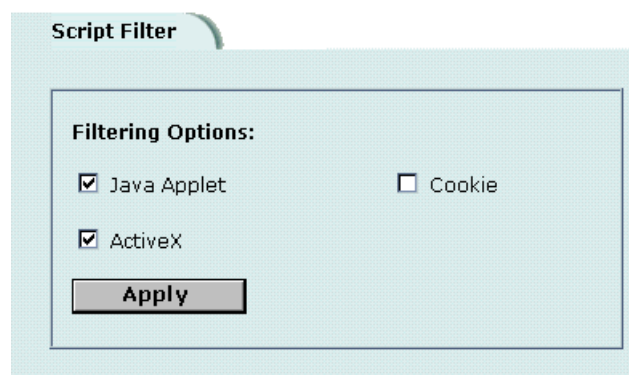 Script Filter
Filtering Options:
Java Applet Cookie
ActiveX
Apply